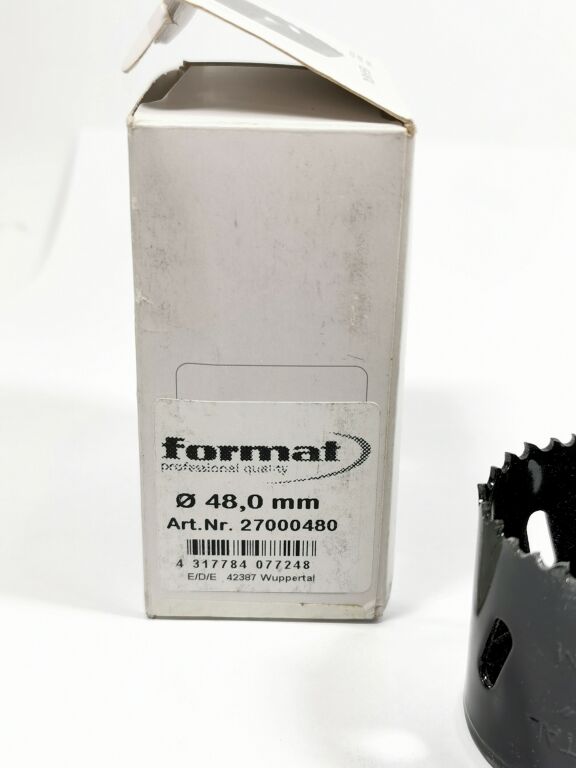 format
professional quality
Ø 48,0 mm
Art.Nr. 27000480
4 317784 077248
E/D/E 42387 Wuppertal